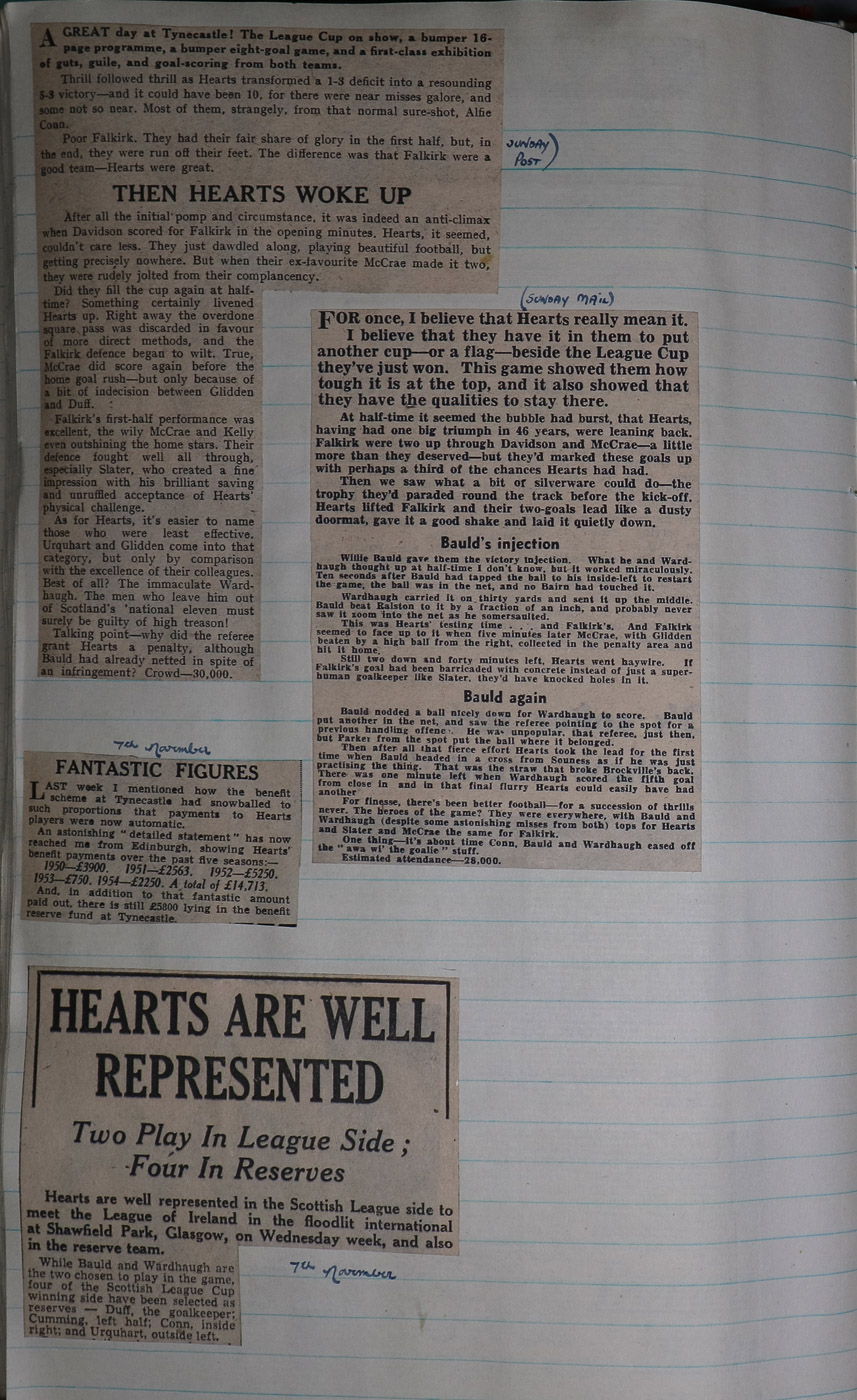 A GREAT day at Tynecastle! The League Cup on show, a bumper 16-
page programme, a bumper eight-goal game, and a first-class exhibition
of guts, guile, and goal-scoring from both teams.
Thrill followed thrill as Hearts transformed a 1-3 deficit into a resounding
5-3 victory—and it could have been 10, for there were near misses galore, and
some not so near. Most of them, strangely, from that normal sure-shot, Alfie
Conn.
Poor Falkirk. They had their fair share of glory in the first half, but, in
the end, they were run off their feet. The difference was that Falkirk were a
good team—Hearts were great.
THEN HEARTS WOKE UP
After all the initial pomp and circumstance, it was indeed an anti-climax
when Davidson scored for Falkirk in the opening minutes. Hearts, it seemed,
couldn't care less. They just dawdled along, playing beautiful football, but
getting precisely nowhere. But when their ex-favourite McCrae made it two,
they were rudely jolted from their complancency.
Did they fill the cup again at half-
time? Something certainly livened
Hearts up. Right away the overdone
square pass was discarded in favour
of more direct methods, and the
Falkirk defence began to wilt. True,
McCrae did score again before the
home goal rush—but only because of
a bit of indecision between Glidden
and Duff.
Falkirk's first-half performance was
excellent, the wily McCrae and Kelly
even outshining the home stars. Their
defence fought well all through,
especially Slater, who created a fine
impression with his brilliant saving
and unruffled acceptance of Hearts'
physical challenge.
As for Hearts, it's easier to name
those who were least effective.
Urquhart and Glidden come into that
category, but only by comparison
with the excellence of their colleagues.
Best of all? The immaculate Ward-
haugh. The men who leave him out
of Scotland's national eleven must
surely be guilty of high treason!
Talking point—why did the referee
grant Hearts a penalty, although
Bauld had already netted in spite of
an infringement? Crowd—30,000.
SUNDAY
POST)
(SUNDAY MAIL)
FOR once, I believe that Hearts really mean it.
I believe that they have it in them to put
another cup—or a flag—beside the League Cup
they've just won. This game showed them how
tough it is at the top, and it also showed that
they have the qualities to stay there.
At half-time it seemed the bubble had burst, that Hearts,
having had one big triumph in 46 years, were leaning back.
Falkirk were two up through Davidson and McCrae—a little
more than they deserved—but they'd marked these goals up
with perhaps a third of the chances Hearts had had.
Then we saw what a bit of silverware could do—the
trophy they'd paraded round the track before the kick-off.
Hearts lifted Falkirk and their two-goals lead like a dusty
doormat, gave it a good shake and laid it quietly down.
Bauld's injection
Willie Bauld gave them the victory injection. What he and Ward-
haugh thought up at half-time I don't know, but it worked miraculously.
Ten seconds after Bauld had tapped the ball to his inside-left to restart
the game, the ball was in the net, and no Bairn had touched it.
Wardhaugh carried it on thirty yards and sent it up the middle.
Bauld beat Ralston to it by a fraction of an inch, and probably never
saw it zoom into the net as he somersaulted.
This was Hearts' testing time . . . and Falkirk's. And Falkirk
seemed to face up to it when five minutes later McCrae, with Glidden
beaten by a high ball from the right, collected in the penalty area and
hit it home.
Still two down and forty minutes left, Hearts went haywire. If
Falkirk's goal had been barricaded with concrete instead of just a super-
human goalkeeper like Slater, they'd have knocked holes in it.
Bauld again
Bauld nodded a ball nicely down for Wardhaugh to score. Bauld
put another in the net, and saw the referee pointing to the spot for a
previous handling offence. He was unpopular, that referee, just then,
but Parker from the spot put the ball where it belonged.
Then after all that fierce effort Hearts took the lead for the first
time when Bauld headed in a cross from Souness as if he was just
practising the thing. That was the straw that broke Brockville's back.
There was one minute left when Wardhaugh scored the fifth goal
from close in and in that final flurry Hearts could easily have had
another
For finesse, there's been better football—for a succession of thrills
never. The heroes of the game? They were everywhere, with Bauld and
Wardhaugh (despite some astonishing misses from both) tops for Hearts
and Slater and McCrae the same for Falkirk.
One thing—it's about time Conn, Bauld and Wardhaugh eased off
the "awa wi' the goalie" stuff.
Estimated attendance—28,000.
7th November
FANTASTIC FIGURES
LAST week I mentioned how the benefit
scheme at Tynecastle had snowballed to
such proportions that payments to Hearts
players were now automatic.
An astonishing "detailed statement" has now
reached me from Edinburgh, showing Hearts'
benefit payments over the past five seasons:—
1950—£3900. 1951—£2563. 1952—£5250.
1953—£750. 1954—£2250. A total of £14,713.
And, in addition to that fantastic amount
paid out, there is still £5800 lying in the benefit
reserve fund at Tynecastle.
HEARTS ARE WELL
REPRESENTED
Two Play In League Side;
Four In Reserves
Hearts are well represented in the Scottish League side to
meet the League of Ireland in the floodlit international
at Shawfield Park, Glasgow, on Wednesday week, and also
in the reserve team.
While Bauld and Wardhaugh are
the two chosen to play in the game,
four of the Scottish League Cup
winning side have been selected as
reserves — Duff, the goalkeeper;
Cumming, left half; Conn, inside
right; and Urquhart, outside left.
7th November